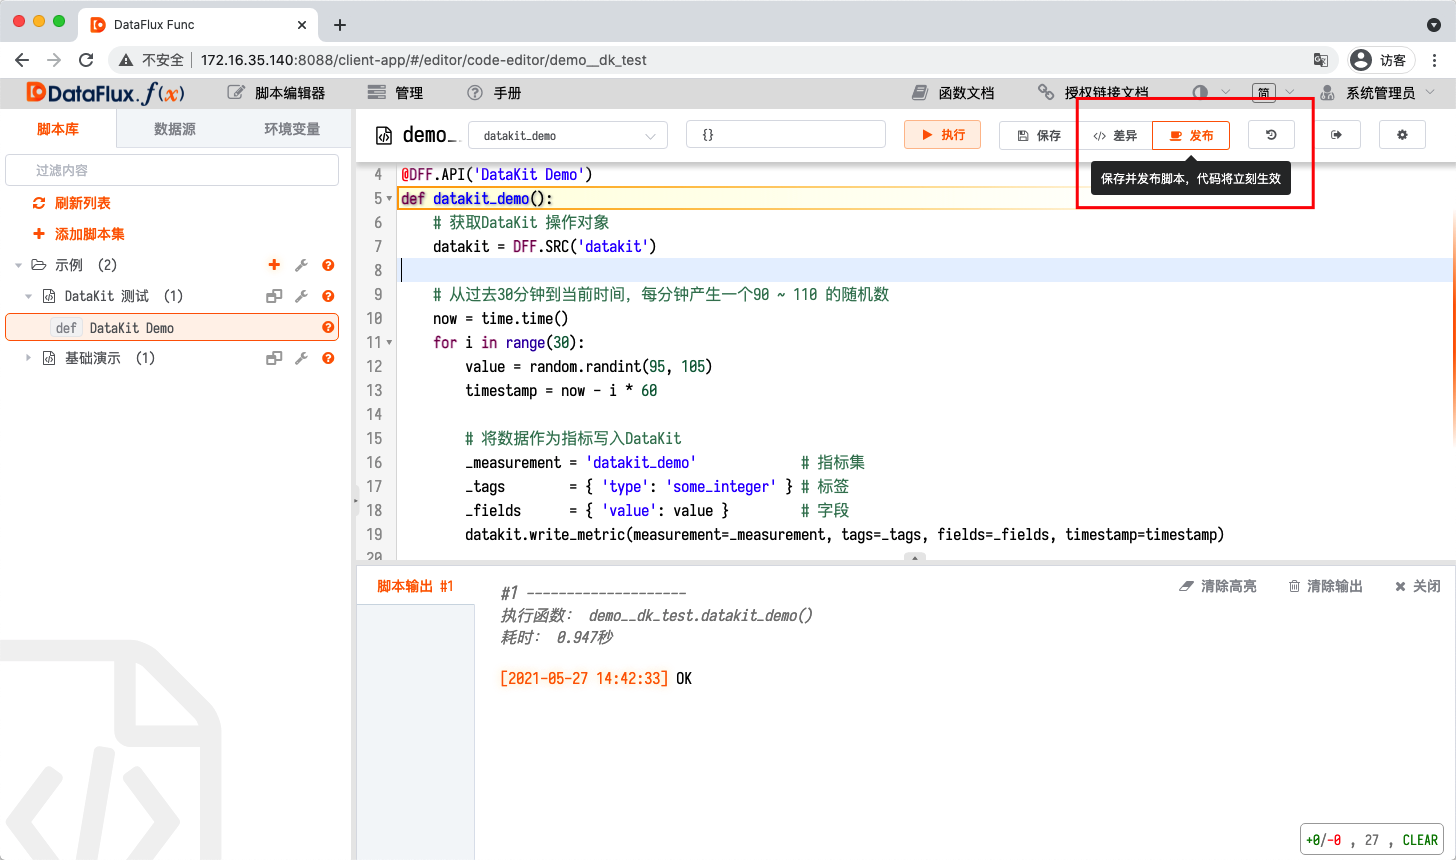 DataFlux Func
不安全 | 172.16.35.140:8088/client-app/#/editor/code-editor/demo__dk_test
访客
DataFlux.f(x)
脚本编辑器
管理
手册
函数文档
授权链接文档
简
系统管理员
脚本库
数据源
环境变量
过滤内容
刷新列表
添加脚本集
示例 (2)
DataKit 测试 (1)
def DataKit Demo
基础演示 (1)
demo_.
datakit_demo
{}
执行
保存
差异
发布
保存并发布脚本，代码将立刻生效
4 @DFF.API('DataKit Demo')
5 def datakit_demo():
6 # 获取DataKit 操作对象
7 datakit = DFF.SRC('datakit')
8
9 # 从过去30分钟到当前时间，每分钟产生一个90 ~ 110 的随机数
10 now = time.time()
11 for i in range(30):
12 value = random.randint(95, 105)
13 timestamp = now - i * 60
14
15 # 将数据作为指标写入DataKit
16 _measurement = 'datakit_demo' # 指标集
17 _tags = { 'type': 'some_integer' } # 标签
18 _fields = { 'value': value } # 字段
19 datakit.write_metric(measurement=_measurement, tags=_tags, fields=_fields, timestamp=timestamp)
20
脚本输出 #1
清除高亮
清除输出
关闭
#1 --------------------
执行函数： demo__dk_test.datakit_demo()
耗时： 0.947秒
[2021-05-27 14:42:33] OK
+0/-0 , 27 , CLEAR